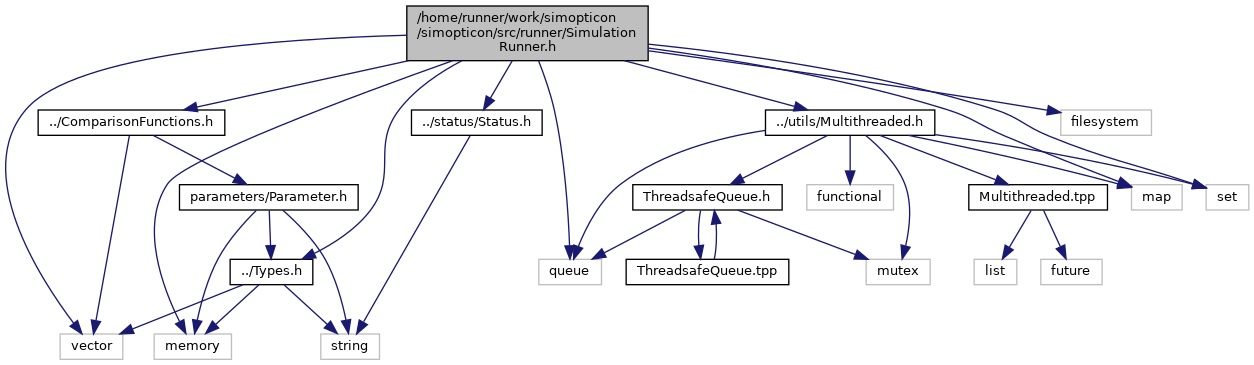 /home/runner/work/simopticon
/simopticon/src/runner/Simulation
Runner.h
../ComparisonFunctions.h
../status/Status.h
../utils/Multithreaded.h
filesystem
parameters/Parameter.h
ThreadsafeQueue.h
functional
Multithreaded.tpp
map
set
../Types.h
queue
ThreadsafeQueue.tpp
mutex
list
future
vector
memory
string